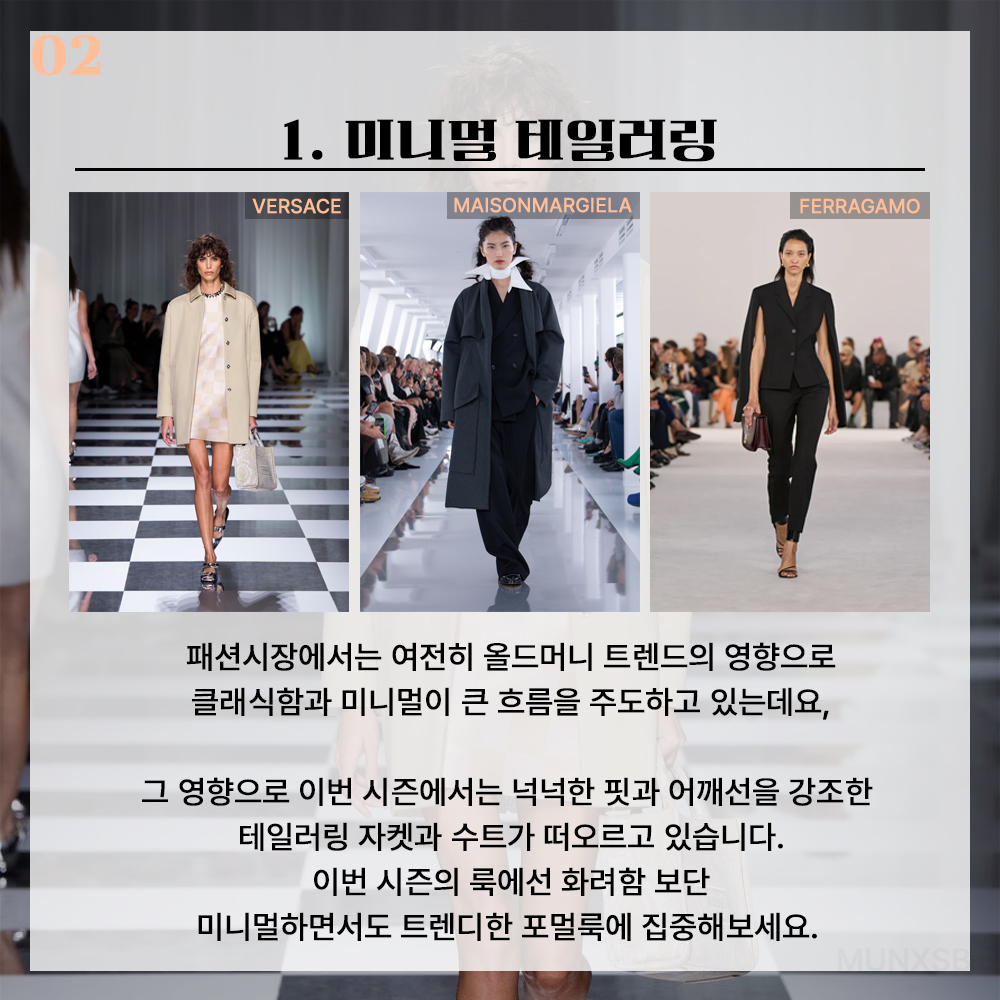 02
1. 미니멀 테일러링
VERSACE
MAISONMARGIELA
FERRAGAMO
패션시장에서는 여전히 올드머니 트렌드의 영향으로
클래식함과 미니멀이 큰 흐름을 주도하고 있는데요,
그 영향으로 이번 시즌에서는 넉넉한 핏과 어깨선을 강조한
테일러링 자켓과 수트가 떠오르고 있습니다.
이번 시즌의 룩에선 화려함 보단
미니멀하면서도 트렌디한 포멀룩에 집중해보세요.
MUNXSB